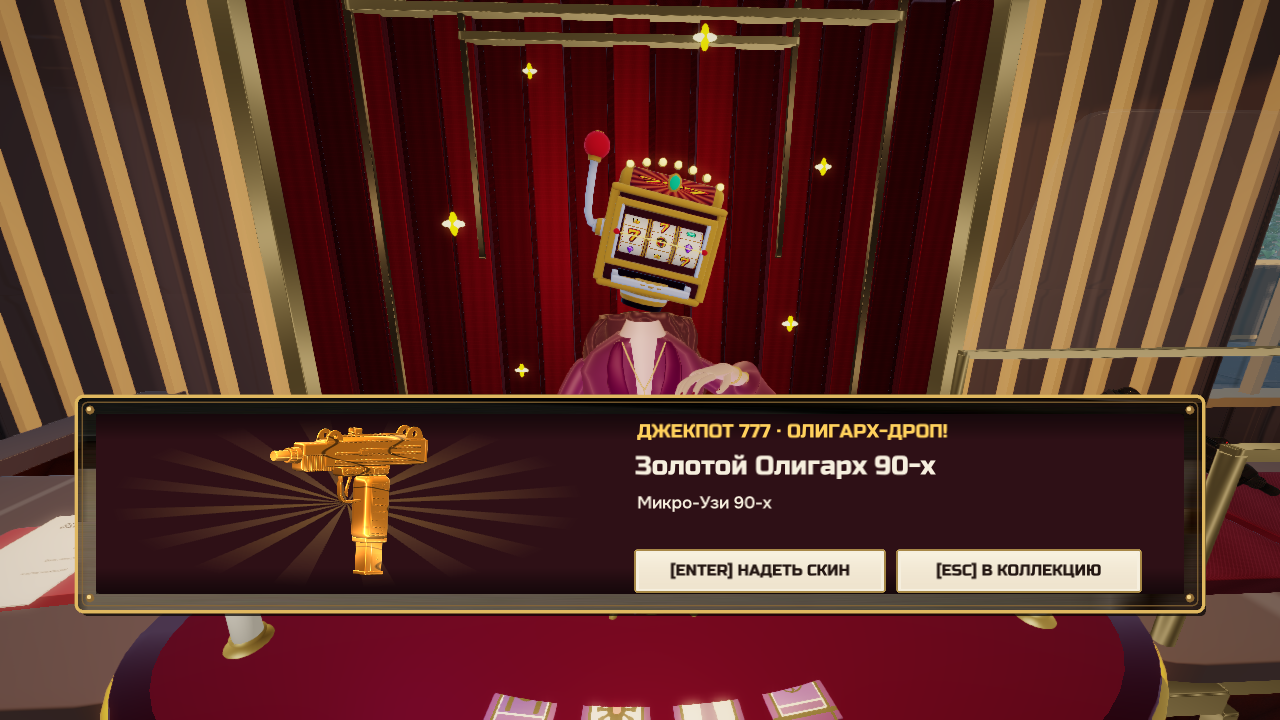 ДЖЕКПОТ 777 · ОЛИГАРХ-ДРОП!
Золотой Олигарх 90-х
Микро-Узи 90-х
[ENTER] НАДЕТЬ СКИН
[ESC] В КОЛЛЕКЦИЮ